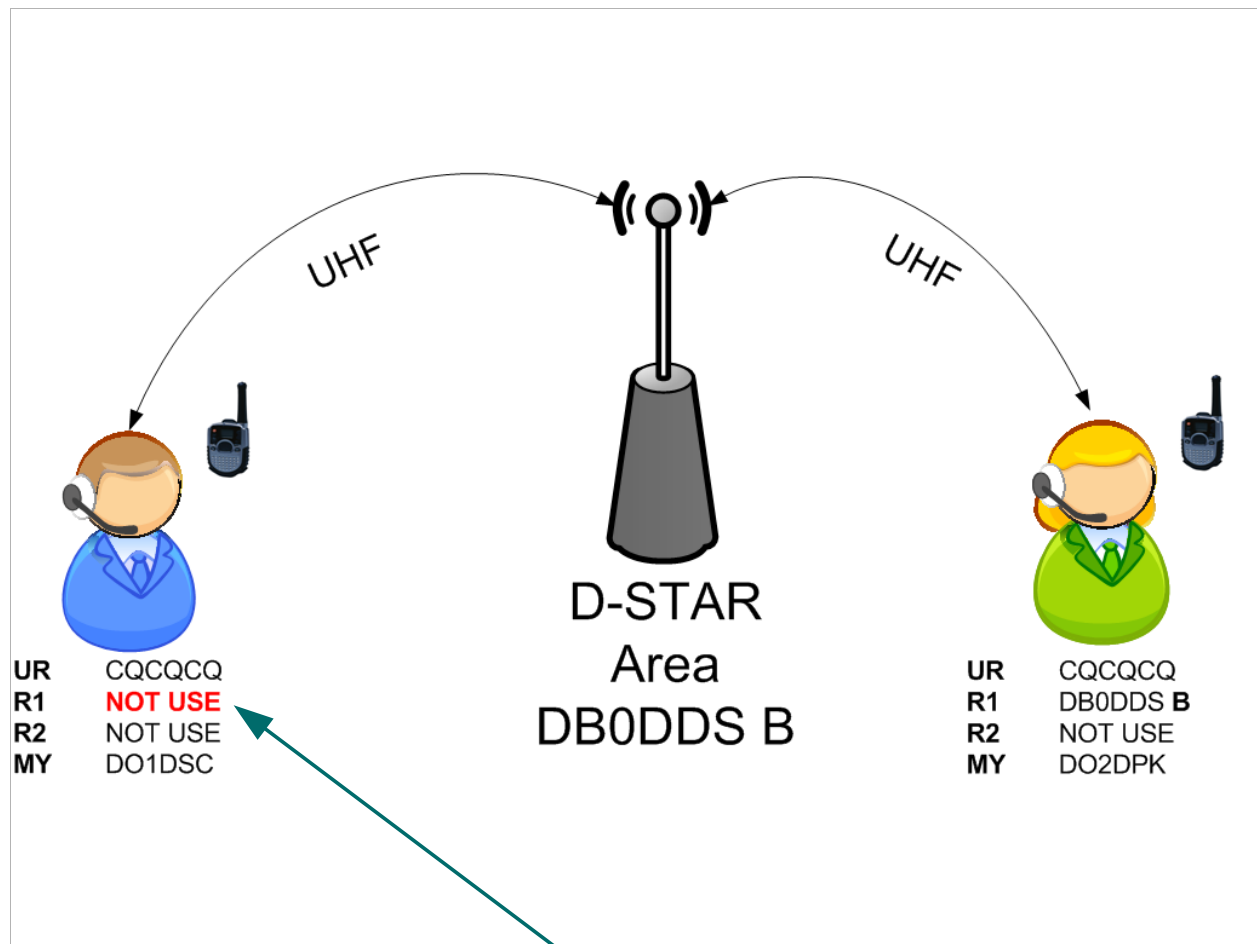 UHF
UHF
D-STAR
Area
DB0DDS B
UR CQCQCQ
R1 NOT USE
R2 NOT USE
MY DO1DSC
UR CQCQCQ
R1 DB0DDS B
R2 NOT USE
MY DO2DPK